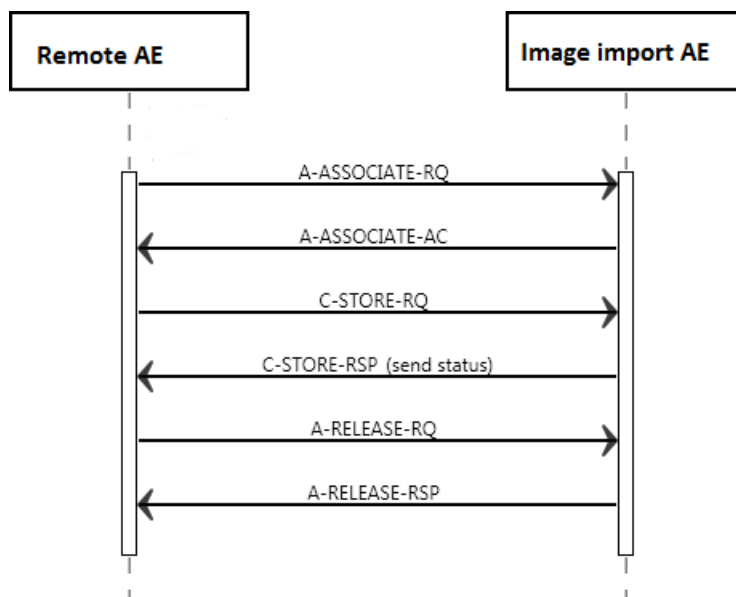 Remote AE
Image import AE
A-ASSOCIATE-RQ
A-ASSOCIATE-AC
C-STORE-RQ
C-STORE-RSP (send status)
A-RELEASE-RQ
A-RELEASE-RSP